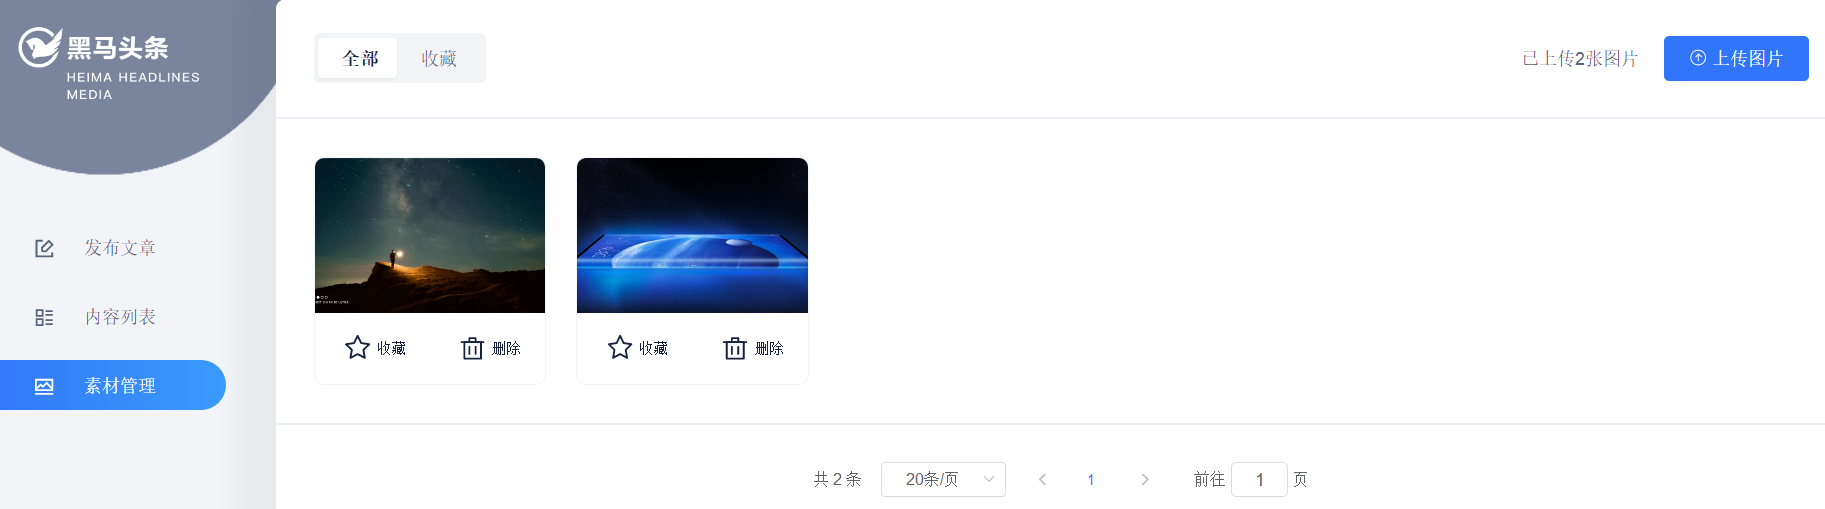 黑马头条
HEIMA HEADLINES
MEDIA
发布文章
内容列表
素材管理
全部 收藏
已上传2张图片
上传图片
收藏 删除
收藏 删除
共 2 条 20条/页 1 前往 1 页